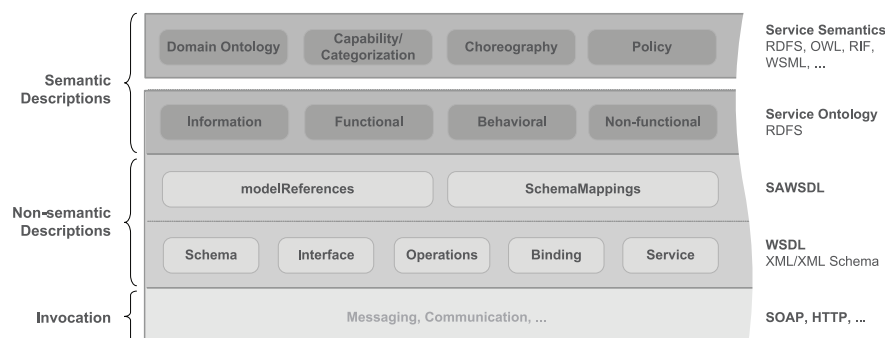 Semantic
Descriptions
Domain Ontology
Capability/
Categorization
Choreography
Policy
Service Semantics
RDFS, OWL, RIF,
WSML, ...
Information
Functional
Behavioral
Non-functional
Service Ontology
RDFS
Non-semantic
Descriptions
modelReferences
SchemaMappings
SAWSDL
Schema
Interface
Operations
Binding
Service
WSDL
XML/XML Schema
Invocation
Messaging, Communication, ...
SOAP, HTTP, ...